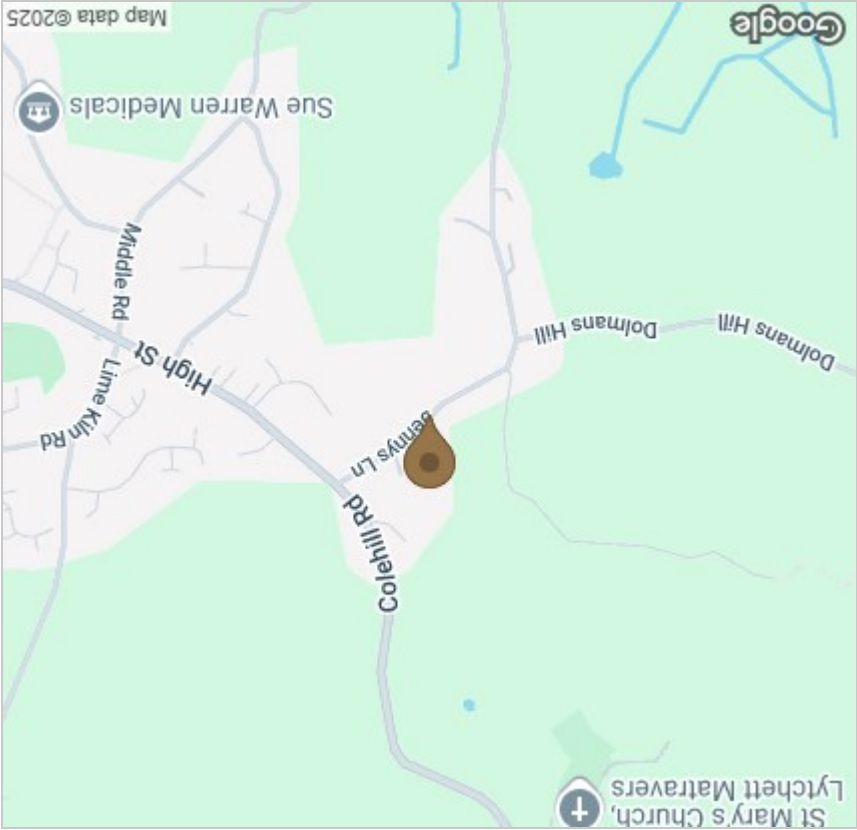 St Mary's Church,
Lytchett Matravers
Colehill Rd
Jennys Ln
Dolmans Hill
Dolmans Hill
Lime Kiln Rd
High St
Middle Rd
Sue Warren Medicals
Google
Map data ©2025